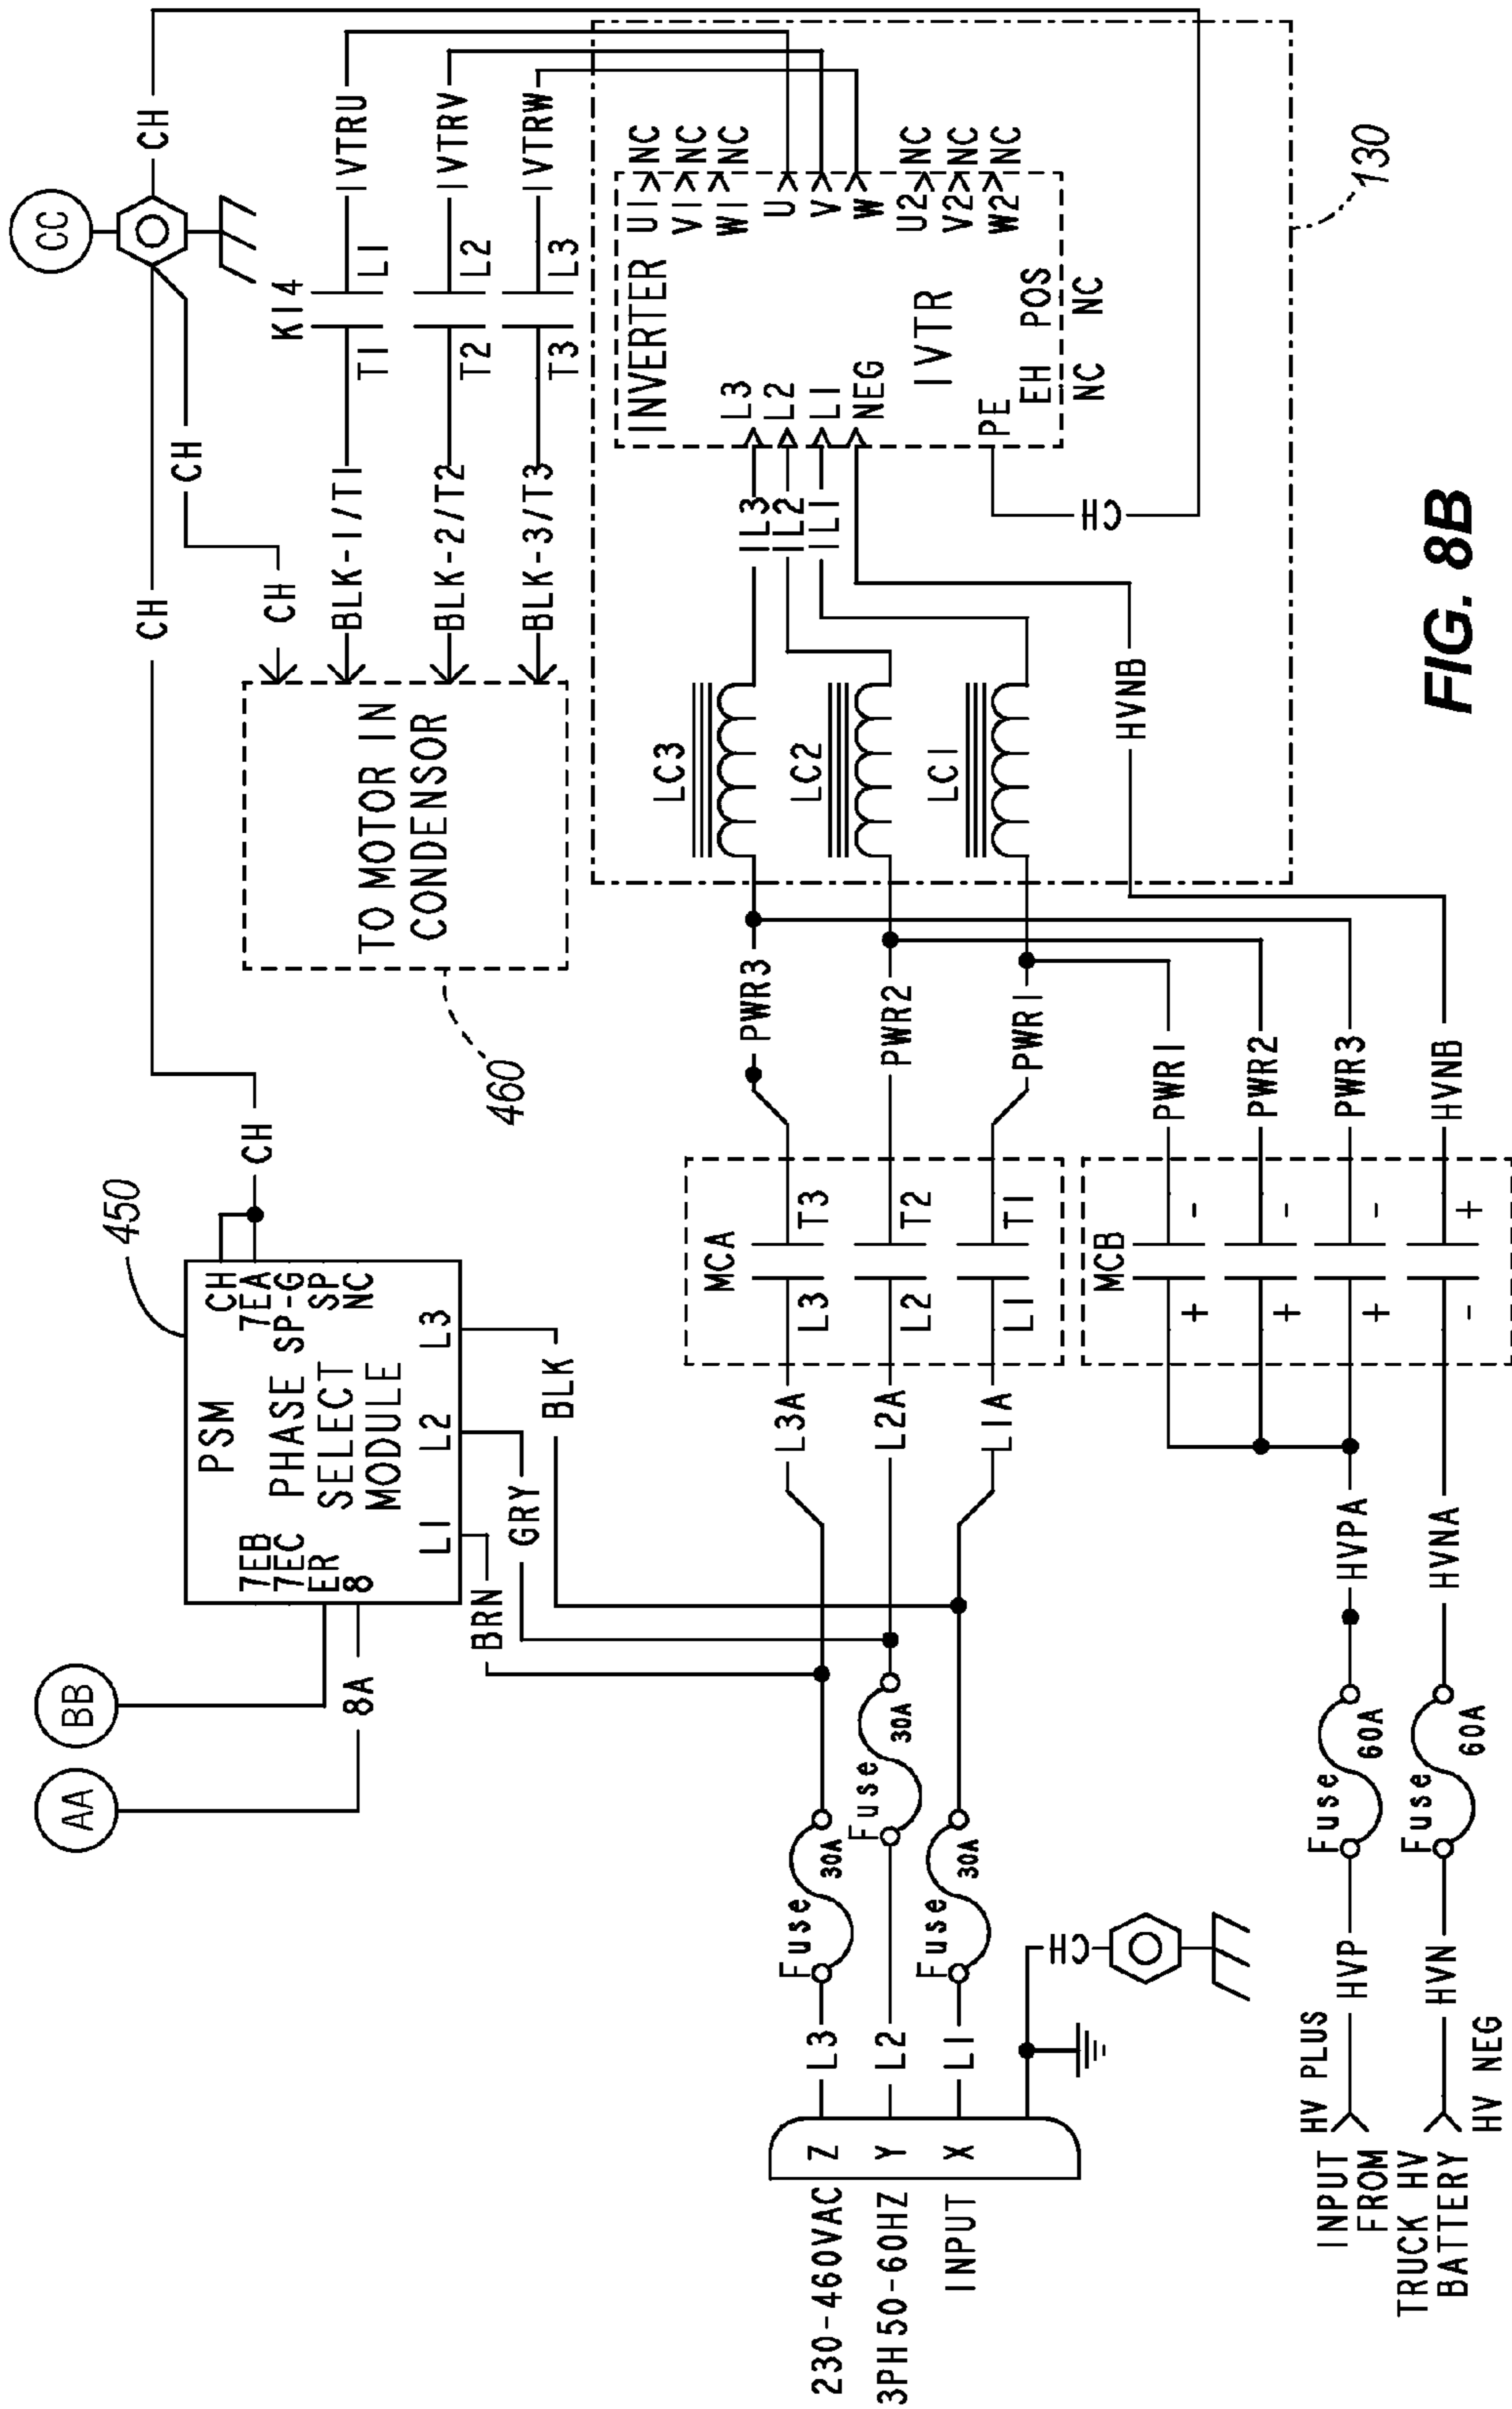 AA
BB
8A
7EB
7EC
ER
8
PSM
PHASE
SELECT
MODULE
CH
7EA
SP-G
SP
NC
L1
L2
L3
450
CH
CH
CC
CH
CH
CH
BRN
GRY
BLK
460
TO MOTOR IN
CONDENSOR
BLK-1/T1
BLK-2/T2
BLK-3/T3
K14
T1
L1
T2
L2
T3
L3
IVTRU
IVTRV
IVTRW
230-460VAC
3PH50-60HZ
INPUT
Z
Y
X
L3
L2
L1
Fuse
30A
Fuse
30A
Fuse
30A
CH
L3A
L2A
L1A
MCA
L3
T3
L2
T2
L1
T1
PWR3
PWR2
PWR1
LC3
LC2
LC1
IL3
IL2
IL1
INVERTER
L3
L2
L1
NEG
IVTR
PE
EH
POS
NC
NC
U1
NC
V1
NC
W1
NC
U
V
W
U2
NC
V2
NC
W2
NC
CH
130
INPUT
FROM
TRUCK HV
BATTERY
HV PLUS
HV NEG
HVP
HVN
Fuse
60A
Fuse
60A
HVPA
HVNA
MCB
+ -
+ -
+ -
- +
PWR1
PWR2
PWR3
HVNB
HVNB
FIG. 8B